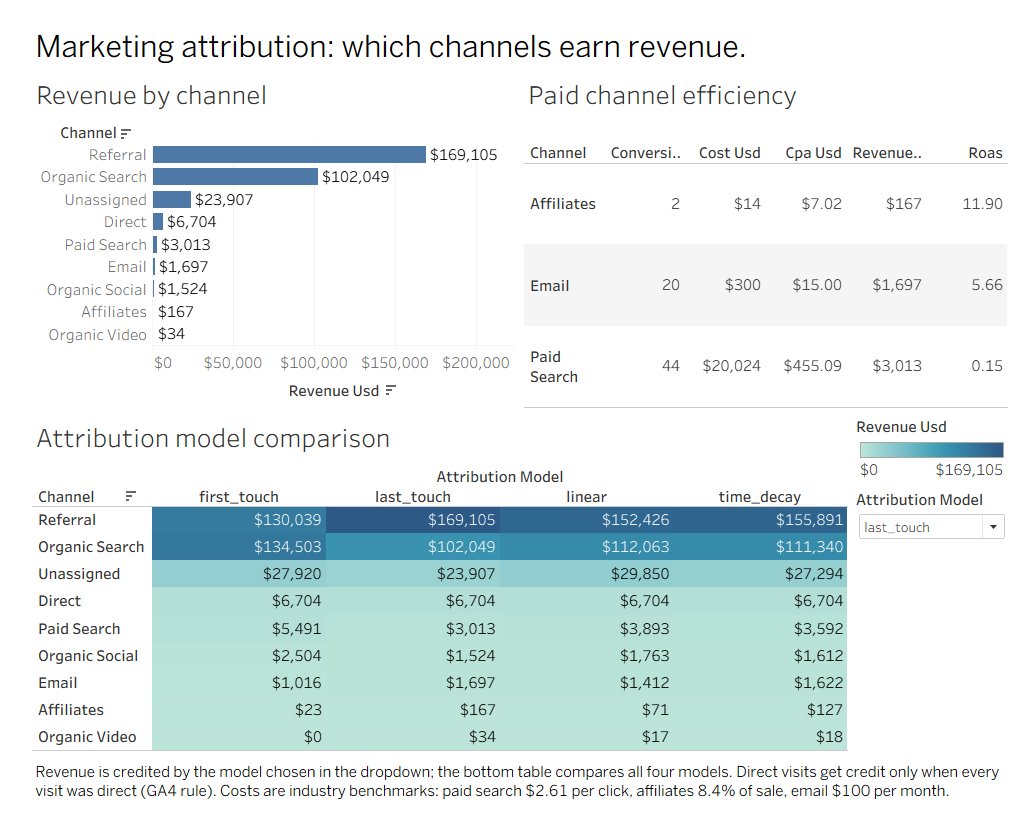 Marketing attribution: which channels earn revenue.
Revenue by channel
Channel
Referral $169,105
Organic Search $102,049
Unassigned $23,907
Direct $6,704
Paid Search $3,013
Email $1,697
Organic Social $1,524
Affiliates $167
Organic Video $34
$0 $50,000 $100,000 $150,000 $200,000
Revenue Usd
Paid channel efficiency
Channel Conversi.. Cost Usd Cpa Usd Revenue.. Roas
Affiliates 2 $14 $7.02 $167 11.90
Email 20 $300 $15.00 $1,697 5.66
Paid
Search 44 $20,024 $455.09 $3,013 0.15
Attribution model comparison
Attribution Model
Channel first_touch last_touch linear time_decay
Referral $130,039 $169,105 $152,426 $155,891
Organic Search $134,503 $102,049 $112,063 $111,340
Unassigned $27,920 $23,907 $29,850 $27,294
Direct $6,704 $6,704 $6,704 $6,704
Paid Search $5,491 $3,013 $3,893 $3,592
Organic Social $2,504 $1,524 $1,763 $1,612
Email $1,016 $1,697 $1,412 $1,622
Affiliates $23 $167 $71 $127
Organic Video $0 $34 $17 $18
Revenue Usd
$0 $169,105
Attribution Model
last_touch
Revenue is credited by the model chosen in the dropdown; the bottom table compares all four models. Direct visits get credit only when every
visit was direct (GA4 rule). Costs are industry benchmarks: paid search $2.61 per click, affiliates 8.4% of sale, email $100 per month.